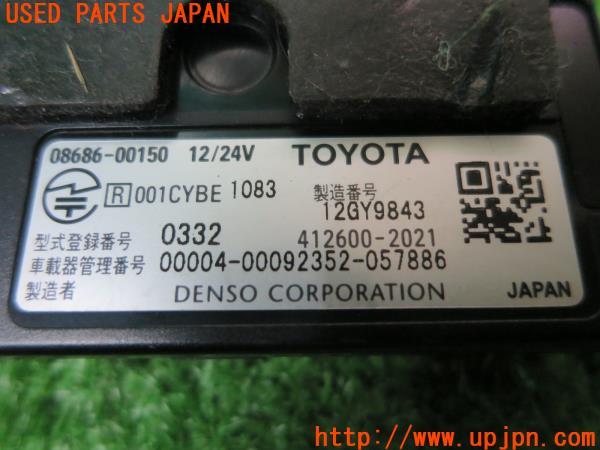 USED PARTS JAPAN
08686-00150 12/24V TOYOTA
R 001CYBE 1083 製造番号
12GY9843
型式登録番号 0332 412600-2021
車載器管理番号 00004-00092352-057886
製造者 DENSO CORPORATION JAPAN
UPJ
http://www.upjpn.com/